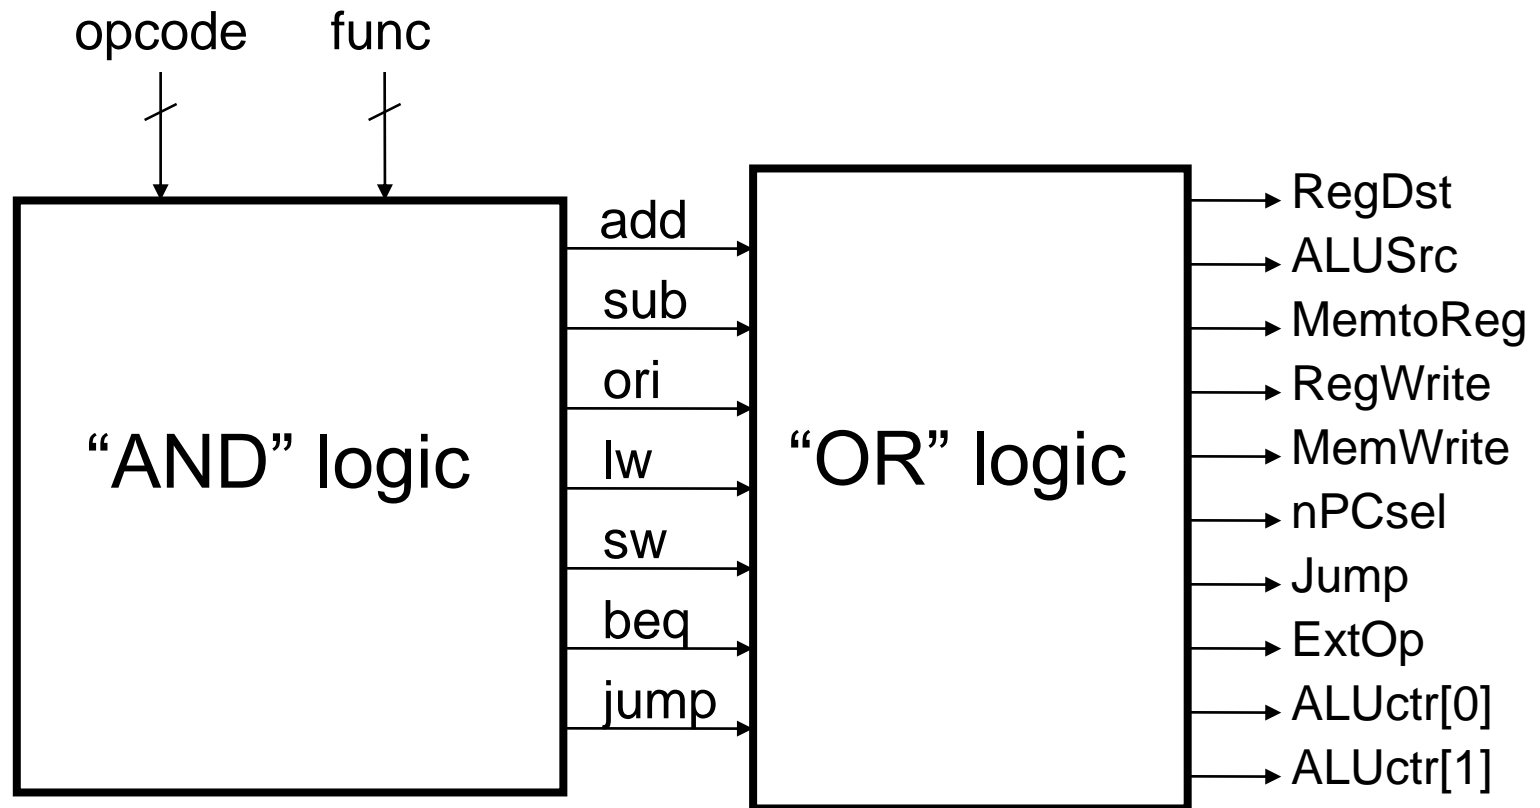 opcode func
add
sub
ori
lw
sw
beq
jump
“AND” logic
“OR” logic
RegDst
ALUSrc
MemtoReg
RegWrite
MemWrite
nPCsel
Jump
ExtOp
ALUctr[0]
ALUctr[1]